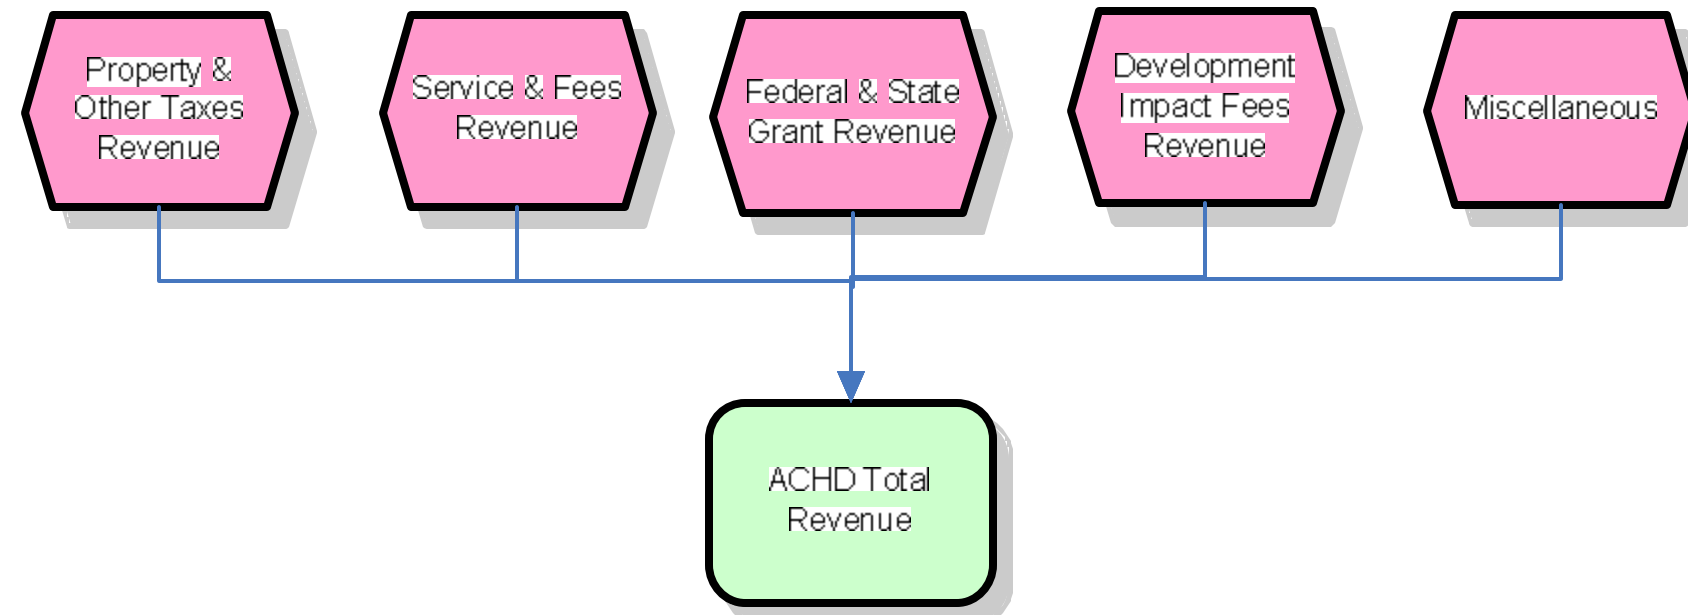 Property &
Other Taxes
Revenue
Service & Fees
Revenue
Federal & State
Grant Revenue
Development
Impact Fees
Revenue
Miscellaneous
ACHD Total
Revenue